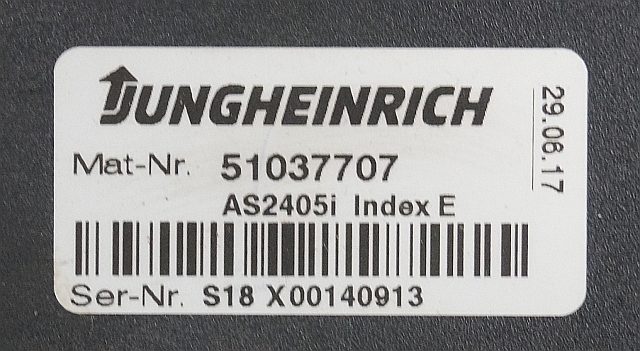 JUNGHEINRICH
29.06.17
Mat-Nr. 51037707
AS2405i Index E
Ser-Nr. S18 X00140913